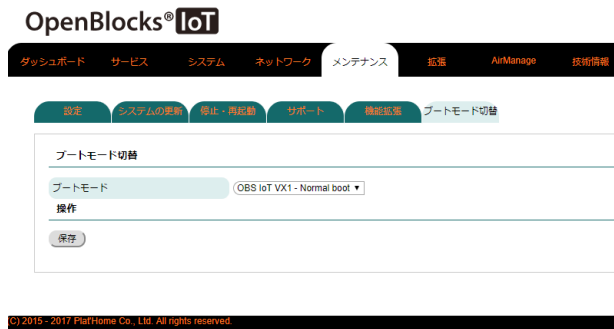 OpenBlocks® IoT
ダッシュボード サービス システム ネットワーク メンテナンス 拡張 AirManage 技術情報
設定 システムの更新 停止・再起動 サポート 機能拡張 ブートモード切替
ブートモード切替
ブートモード OBS IoT VX1 - Normal boot ▼
操作
保存
(C) 2015 - 2017 Plat'Home Co., Ltd. All rights reserved.